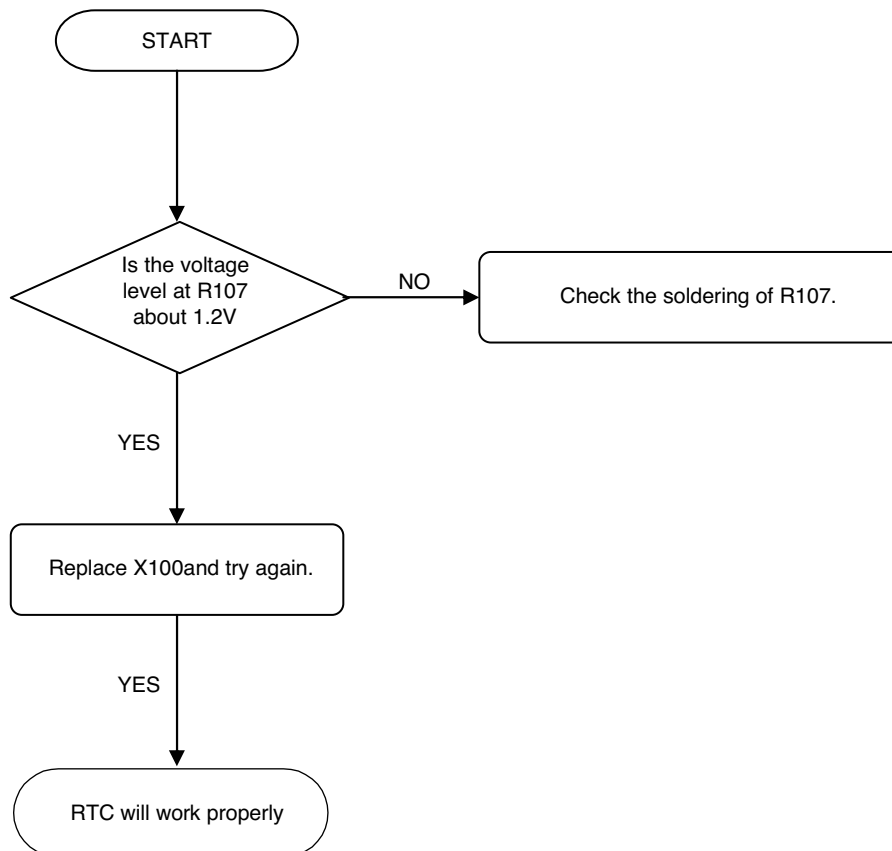 START
Is the voltage
level at R107
about 1.2V
NO
Check the soldering of R107.
YES
Replace X100and try again.
YES
RTC will work properly